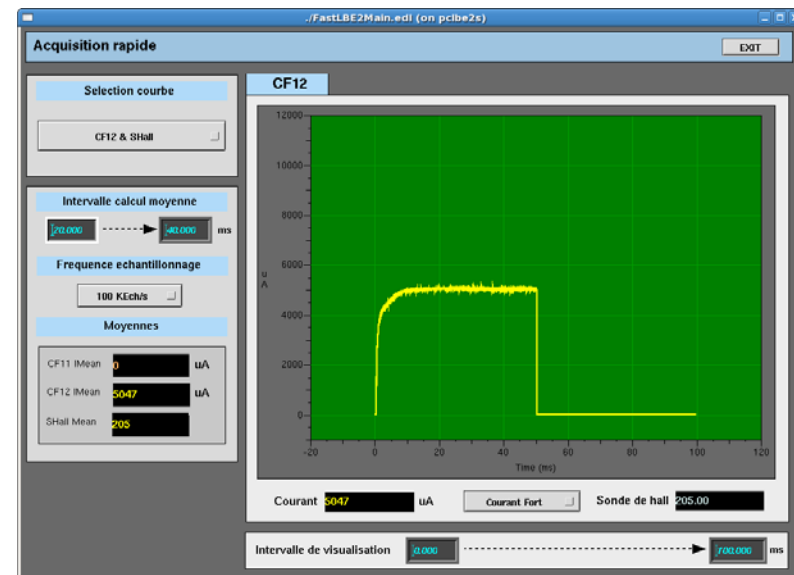 ./FastLBE2Main.edl (on pcibe2s)
Acquisition rapide
EXIT
Selection courbe
CF12 & SHall
Intervalle calcul moyenne
20.000
40.000
ms
Frequence echantillonnage
100 KEch/s
Moyennes
CF11 IMean 0 uA
CF12 IMean 5047 uA
SHall Mean 205
CF12
12000
10000
8000
6000
4000
2000
0
uA
-20 0 20 40 60 80 100 120
Time (ms)
Courant 5047 uA
Courant Fort
Sonde de hall 205.00
Intervalle de visualisation 0.000 100.000 ms